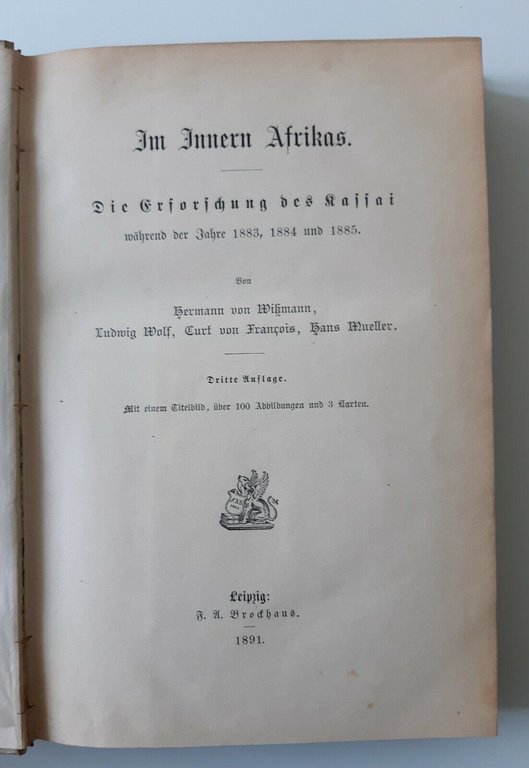 Im Innern Afrikas.
Die Erforschung des Kassai
während der Jahre 1883, 1884 und 1885.
Von
Hermann von Wißmann,
Ludwig Wolf, Curt von François, Hans Mueller.
Dritte Auflage.
Mit einem Titelbild, über 100 Abbildungen und 3 Karten.
Leipzig:
F. A. Brockhaus.
1891.